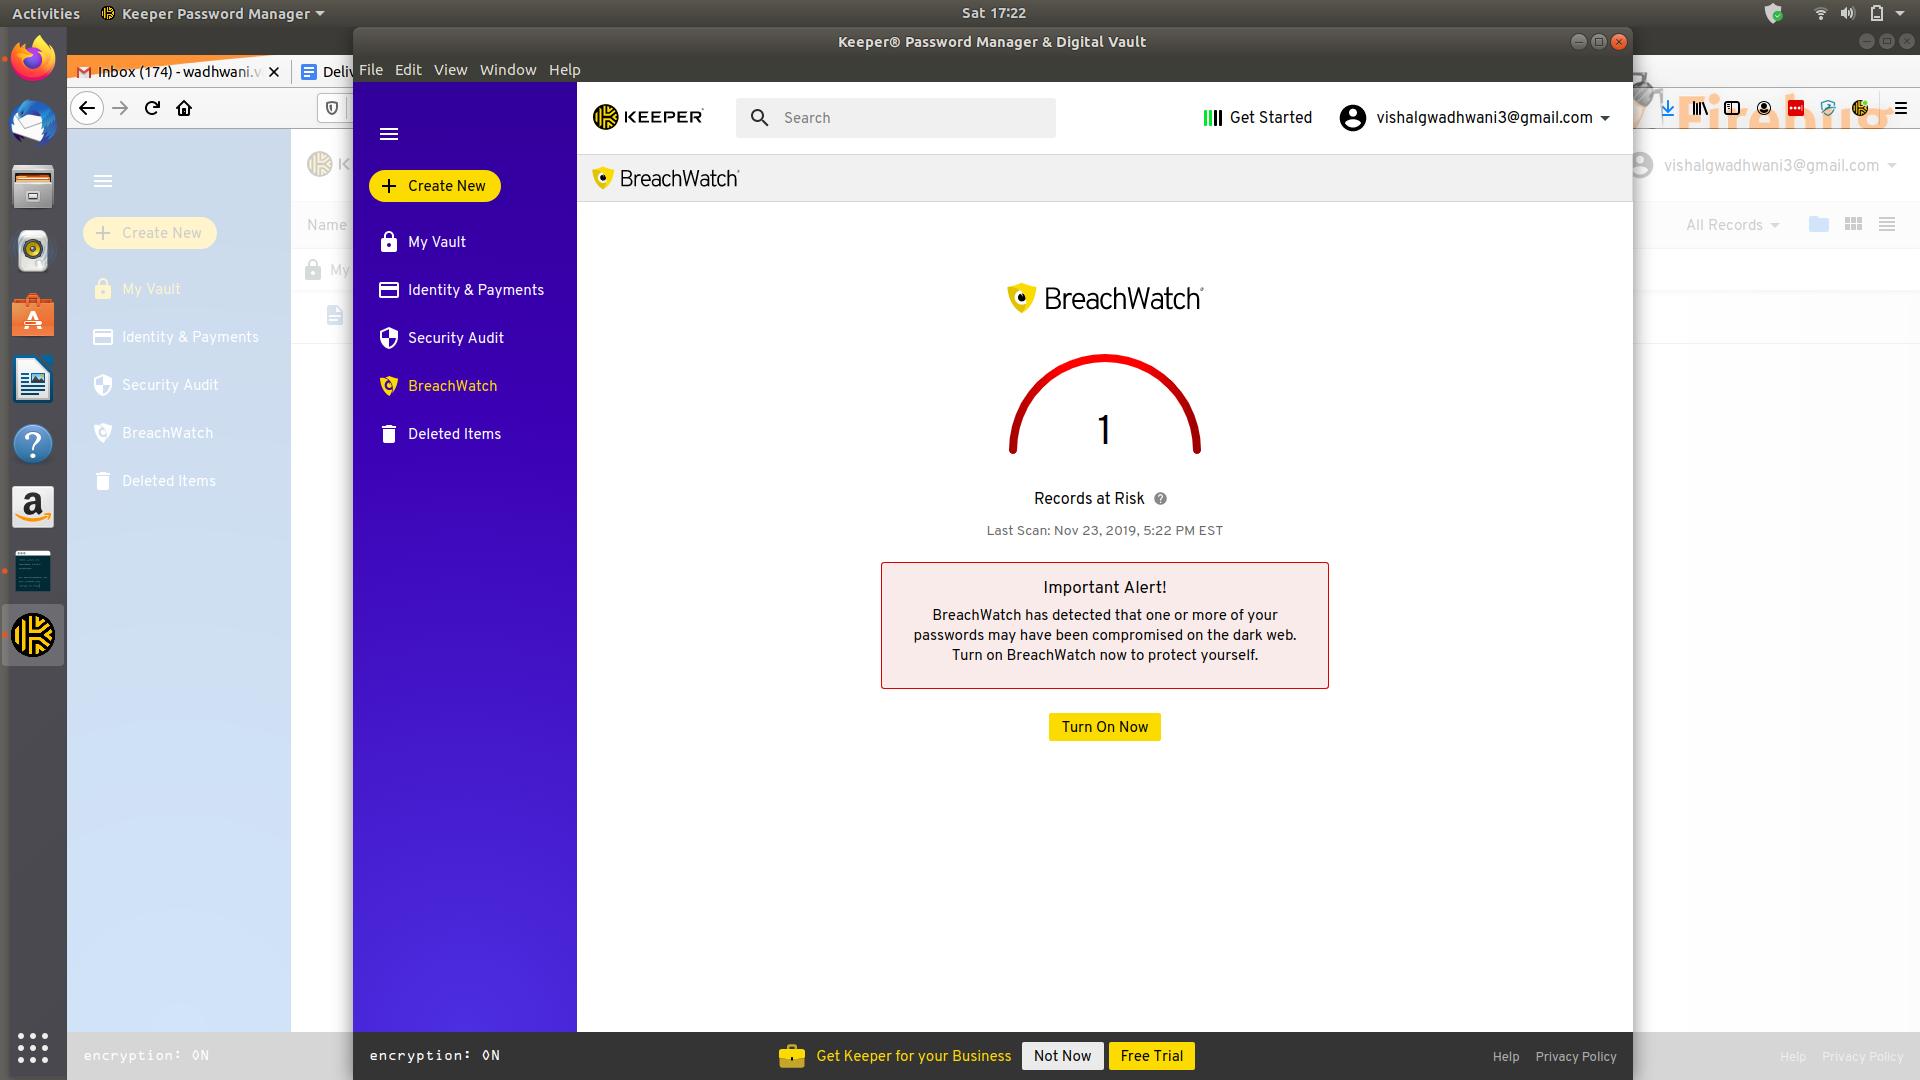 Activities
Keeper Password Manager
Sat 17:22
Keeper® Password Manager & Digital Vault
Inbox (174) - wadhwani.v
Deliv
File Edit View Window Help
KEEPER
Search
Get Started
vishalgwadhwani3@gmail.com
BreachWatch
Create New
My Vault
Identity & Payments
Security Audit
BreachWatch
Deleted Items
BreachWatch
1
Records at Risk
Last Scan: Nov 23, 2019, 5:22 PM EST
Important Alert!
BreachWatch has detected that one or more of your
passwords may have been compromised on the dark web.
Turn on BreachWatch now to protect yourself.
Turn On Now
encryption: ON
Get Keeper for your Business
Not Now
Free Trial
Help
Privacy Policy
K
Create New
My Vault
Identity & Payments
Security Audit
BreachWatch
Deleted Items
Name
My
encryption: ON
Firebug
vishalgwadhwani3@gmail.com
All Records
Help
Privacy Policy